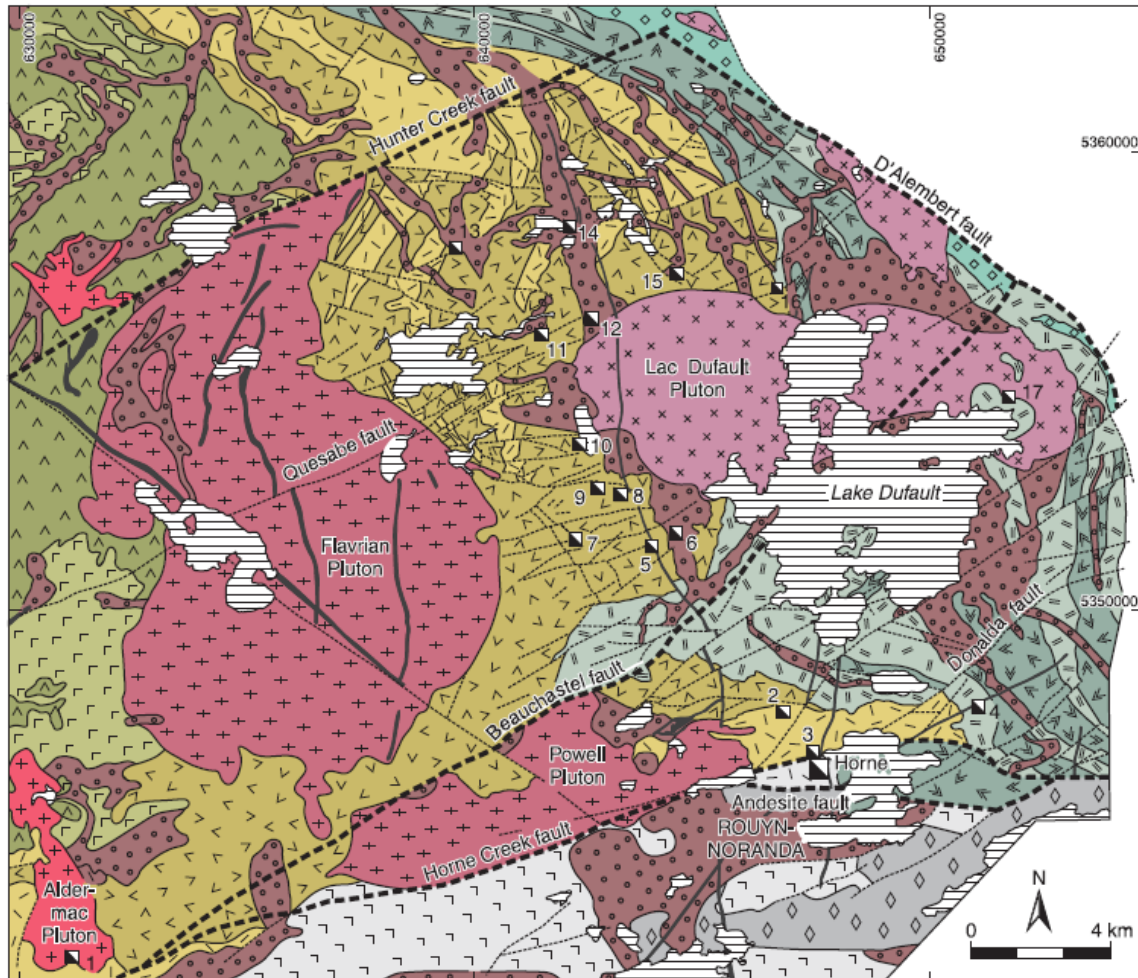 630000
640000
650000
5360000
Hunter Creek fault
D'Alembert fault
14
13
15
16
12
11
Lac Dufault
Pluton
17
Quesabe fault
10
Lake Dufault
9
8
7
6
5
Flavrian
Pluton
5350000
Donalda fault
Beauchastel fault
2
4
3
Horne
Powell
Pluton
Andesite fault
ROUYN-
NORANDA
Horne Creek fault
Alder-
mac
Pluton
1
N
0
4 km